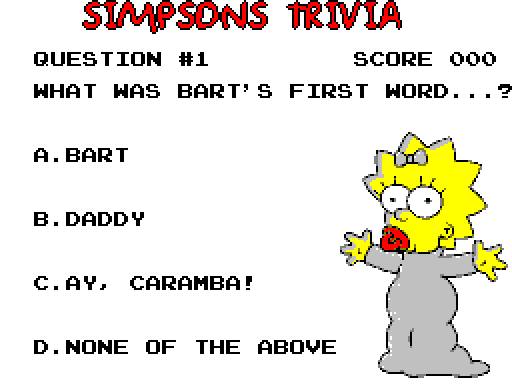 SIMPSONS TRIVIA
QUESTION #1 SCORE 000
WHAT WAS BART'S FIRST WORD...?
A.BART
B.DADDY
C.AY, CARAMBA!
D.NONE OF THE ABOVE